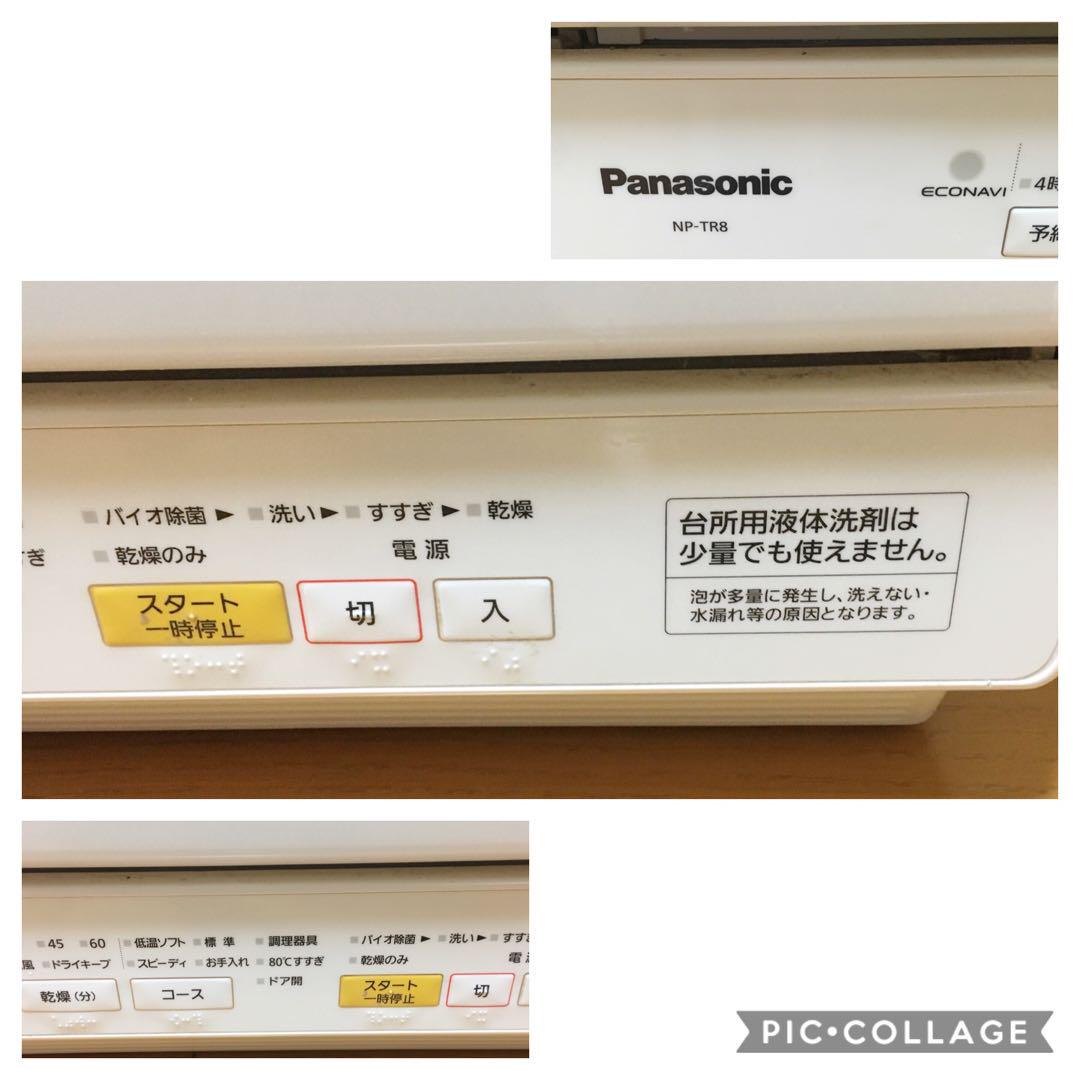 Panasonic
NP-TR8
ECONAVI
4時
予約
バイオ除菌 ▶ 洗い ▶ すすぎ ▶ 乾燥
ぎ
乾燥のみ
電源
スタート
一時停止
切
入
台所用液体洗剤は
少量でも使えません。
泡が多量に発生し、洗えない・
水漏れ等の原因となります。
45 60 低温ソフト 標準 調理器具 バイオ除菌 ▶ 洗い ▶ すす
風 ドライキープ スピーディ お手入れ 80℃すすぎ 乾燥のみ 電
ドア開
乾燥(分)
コース
スタート
一時停止
切
PIC•COLLAGE